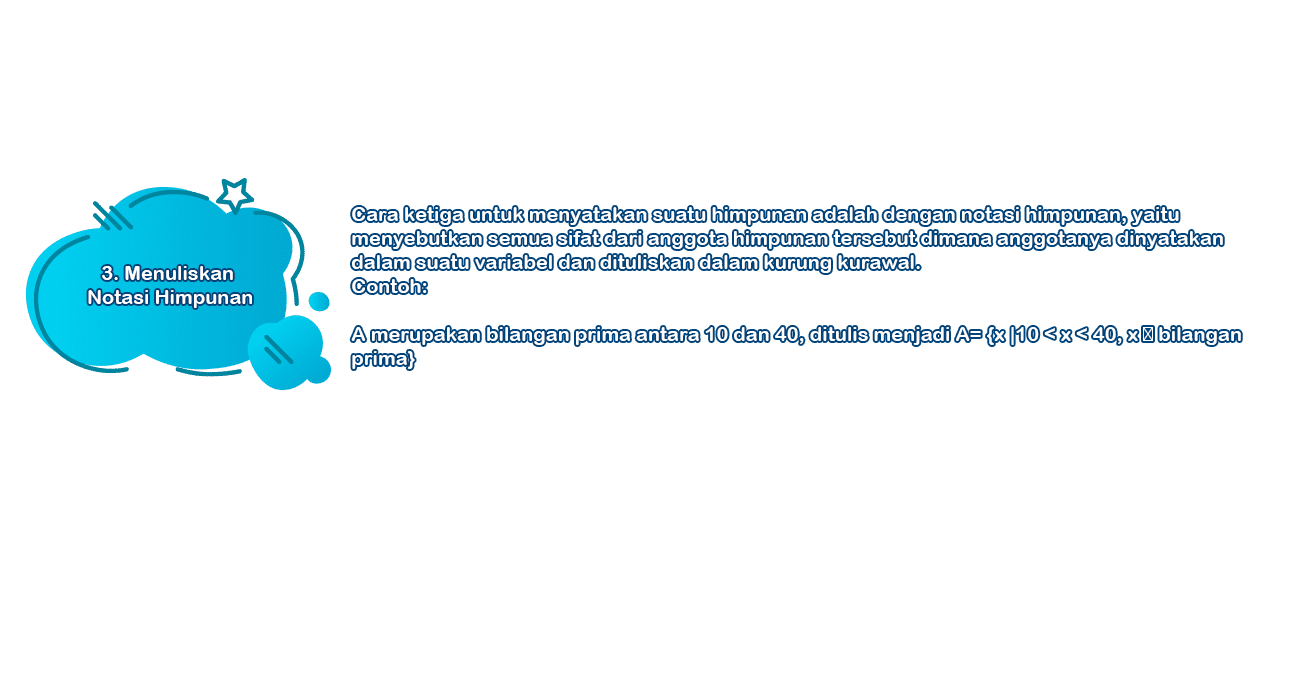 3. Menuliskan
Notasi Himpunan
Cara ketiga untuk menyatakan suatu himpunan adalah dengan notasi himpunan, yaitu
menyebutkan semua sifat dari anggota himpunan tersebut dimana anggotanya dinyatakan
dalam suatu variabel dan dituliskan dalam kurung kurawal.
Contoh:
A merupakan bilangan prima antara 10 dan 40, ditulis menjadi A= {x |10 < x < 40, x bilangan
prima}